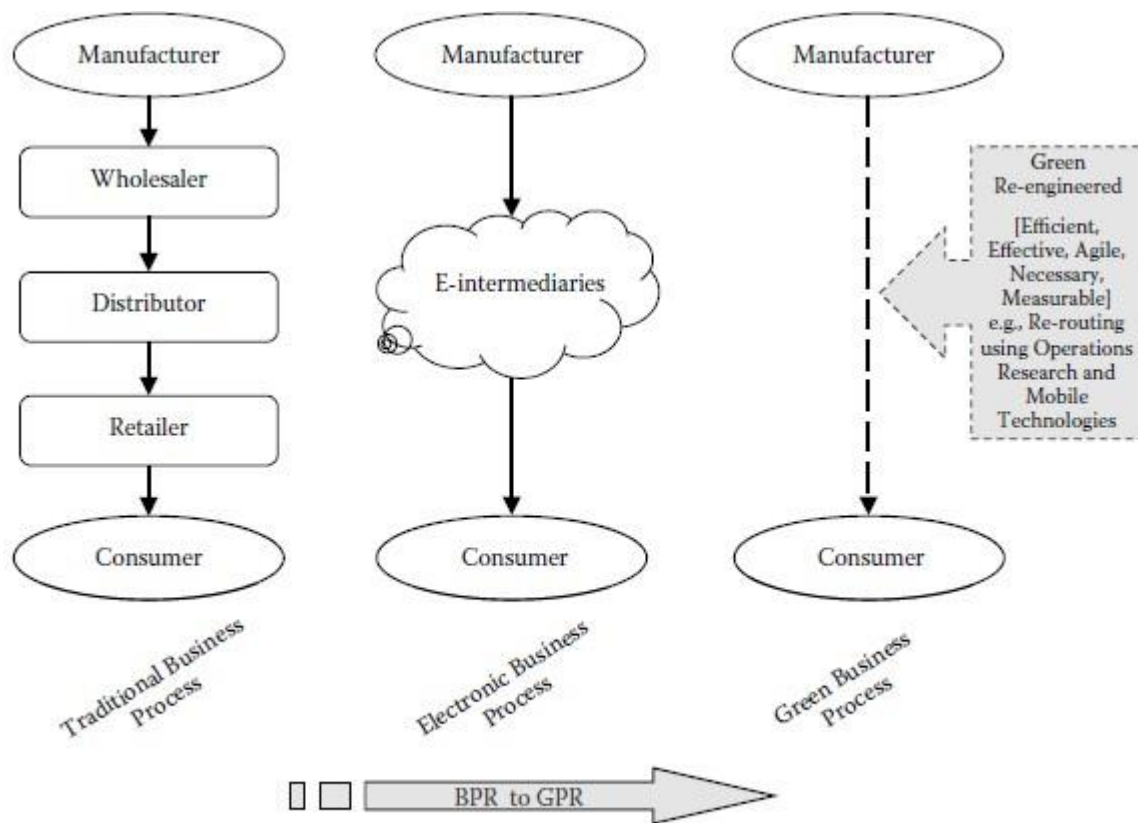 Manufacturer
Wholesaler
Distributor
Retailer
Consumer
Traditional Business
Process
Manufacturer
E-intermediaries
Consumer
Electronic Business
Process
Manufacturer
Consumer
Green Business
Process
Green
Re-engineered
[Efficient,
Effective, Agile,
Necessary,
Measurable]
e.g., Re-routing
using Operations
Research and
Mobile
Technologies
BPR to GPR